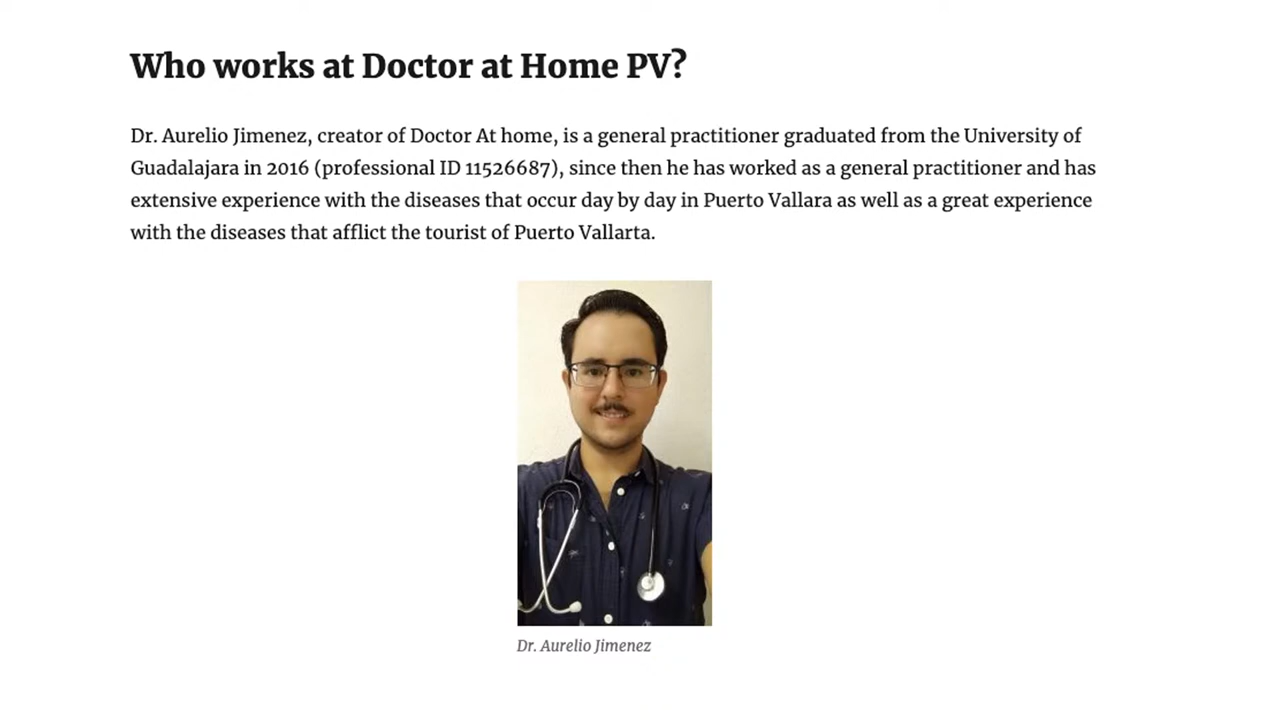 Who works at Doctor at Home PV?
Dr. Aurelio Jimenez, creator of Doctor At home, is a general practitioner graduated from the University of
Guadalajara in 2016 (professional ID 11526687), since then he has worked as a general practitioner and has
extensive experience with the diseases that occur day by day in Puerto Vallara as well as a great experience
with the diseases that afflict the tourist of Puerto Vallarta.
Dr. Aurelio Jimenez